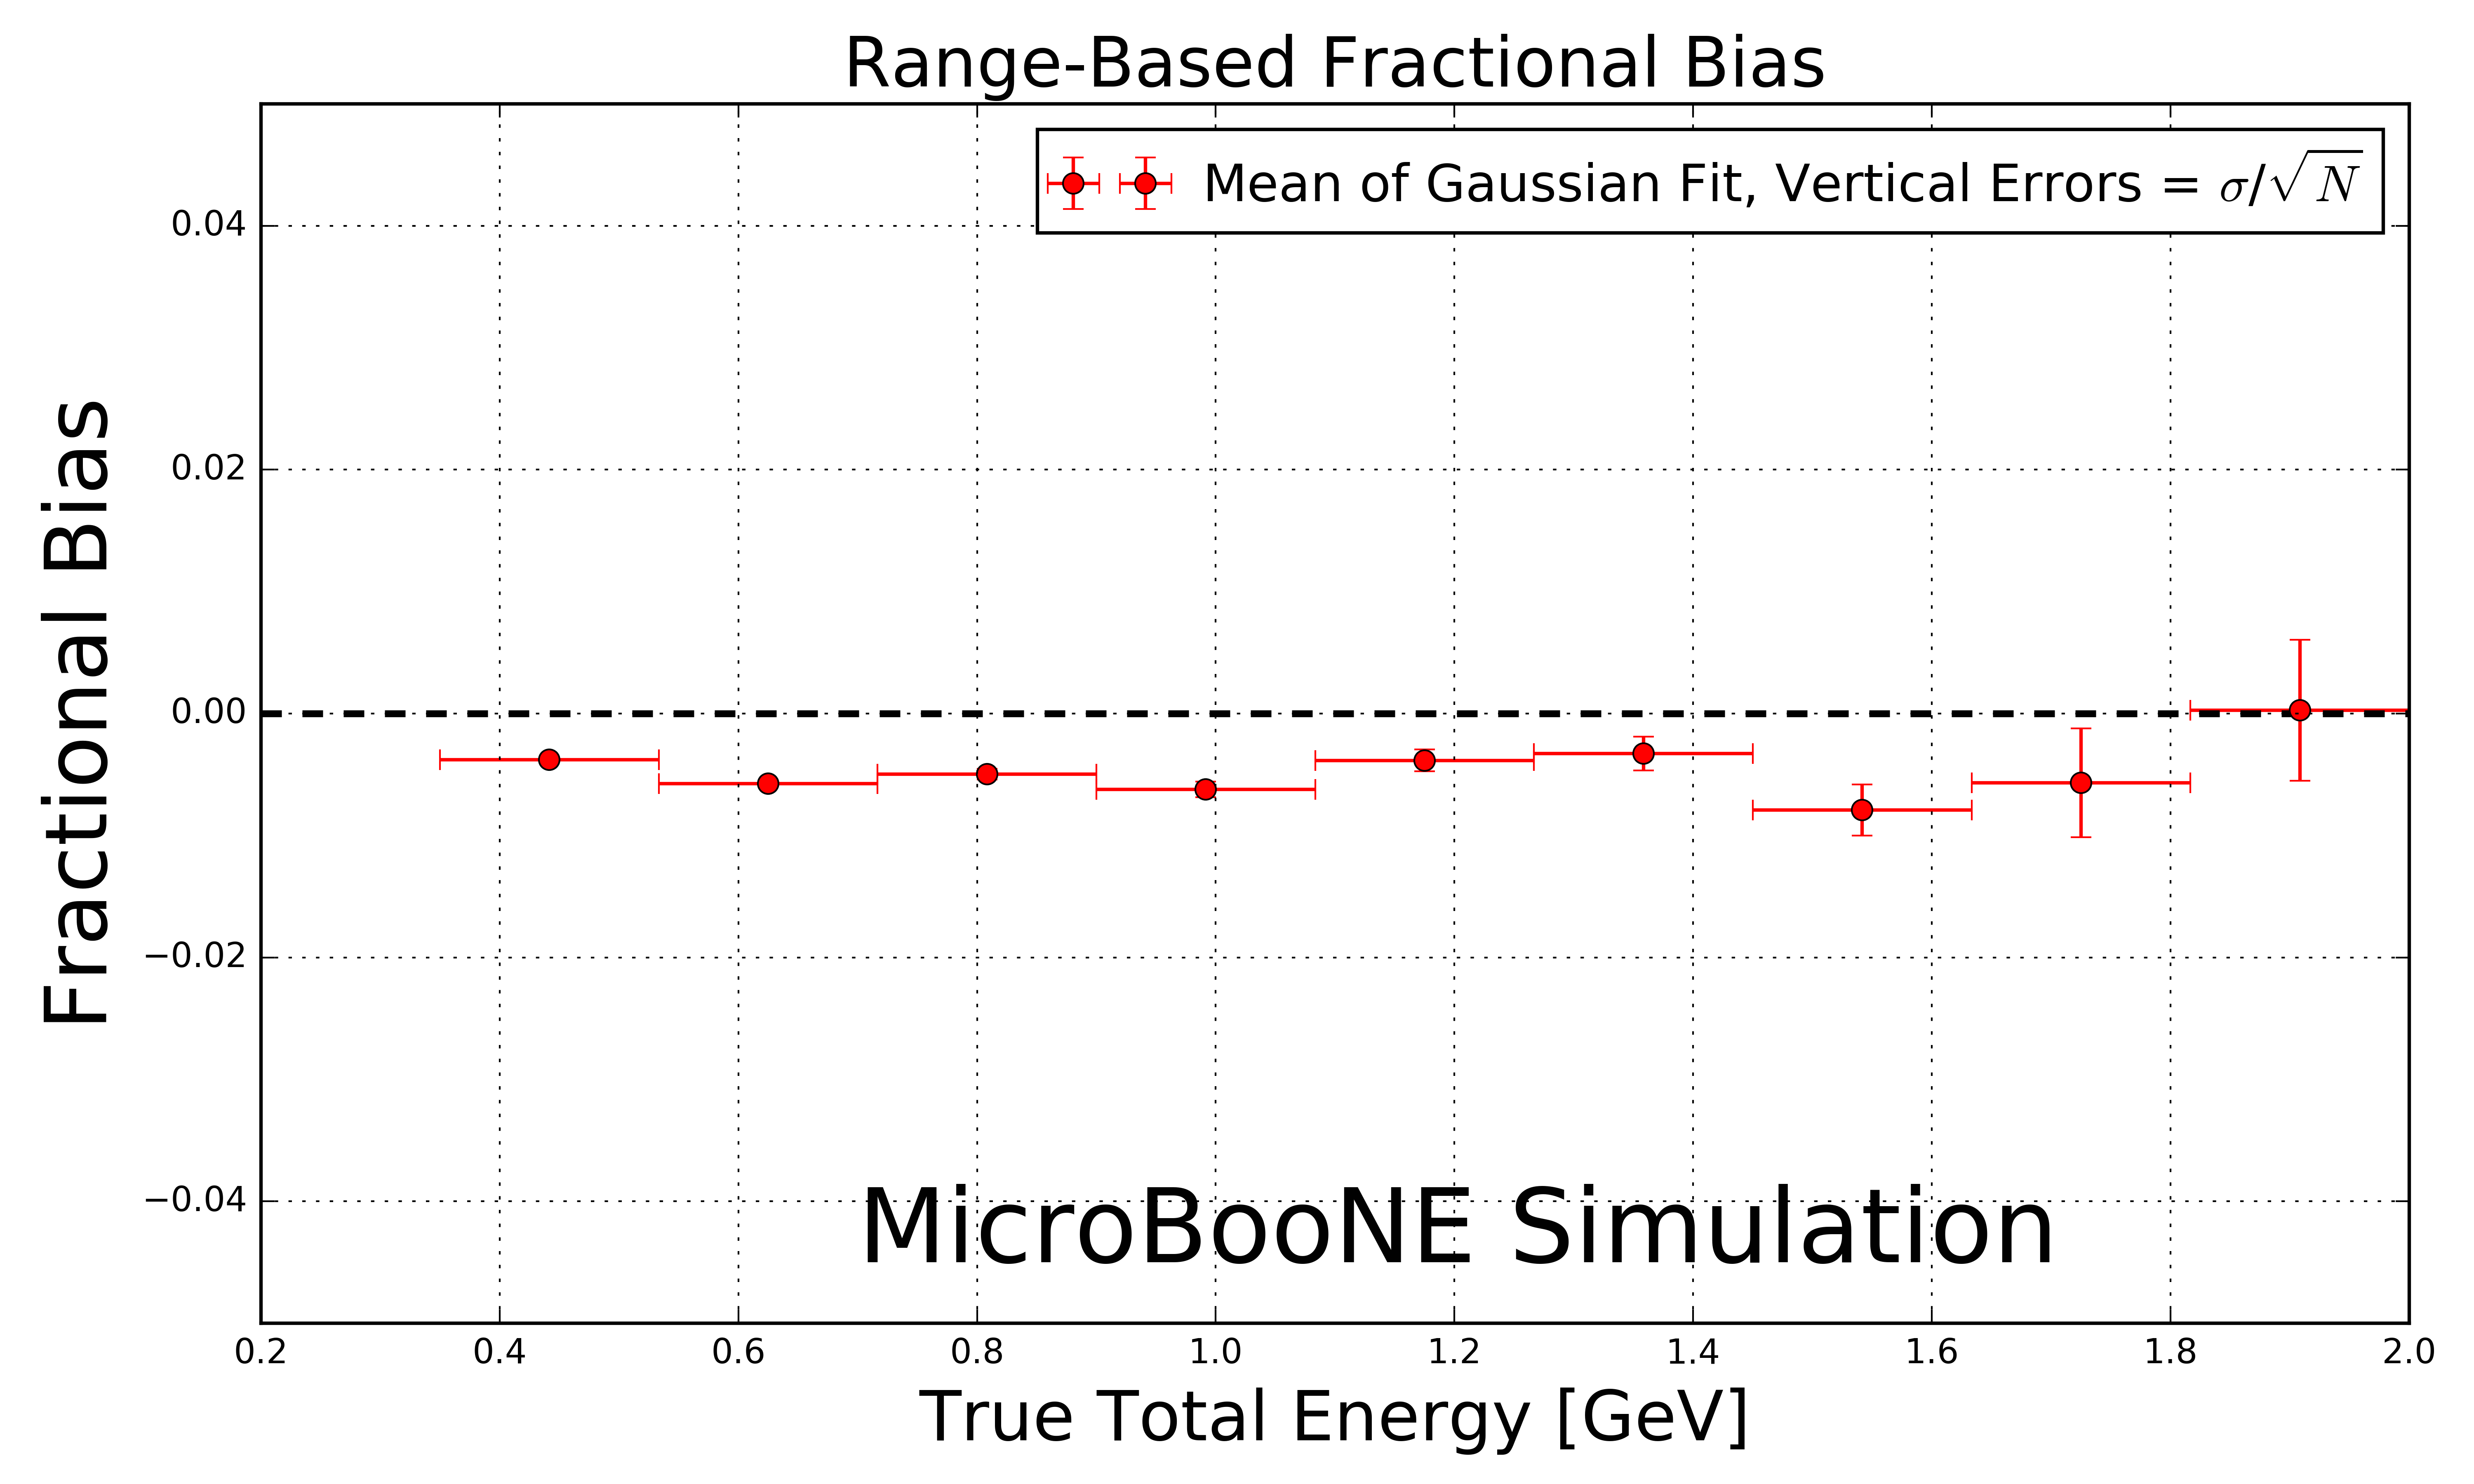 Range-Based Fractional Bias
Mean of Gaussian Fit, Vertical Errors = σ/√N
Fractional Bias
0.04
0.02
0.00
−0.02
−0.04
MicroBooNE Simulation
0.2 0.4 0.6 0.8 1.0 1.2 1.4 1.6 1.8 2.0
True Total Energy [GeV]